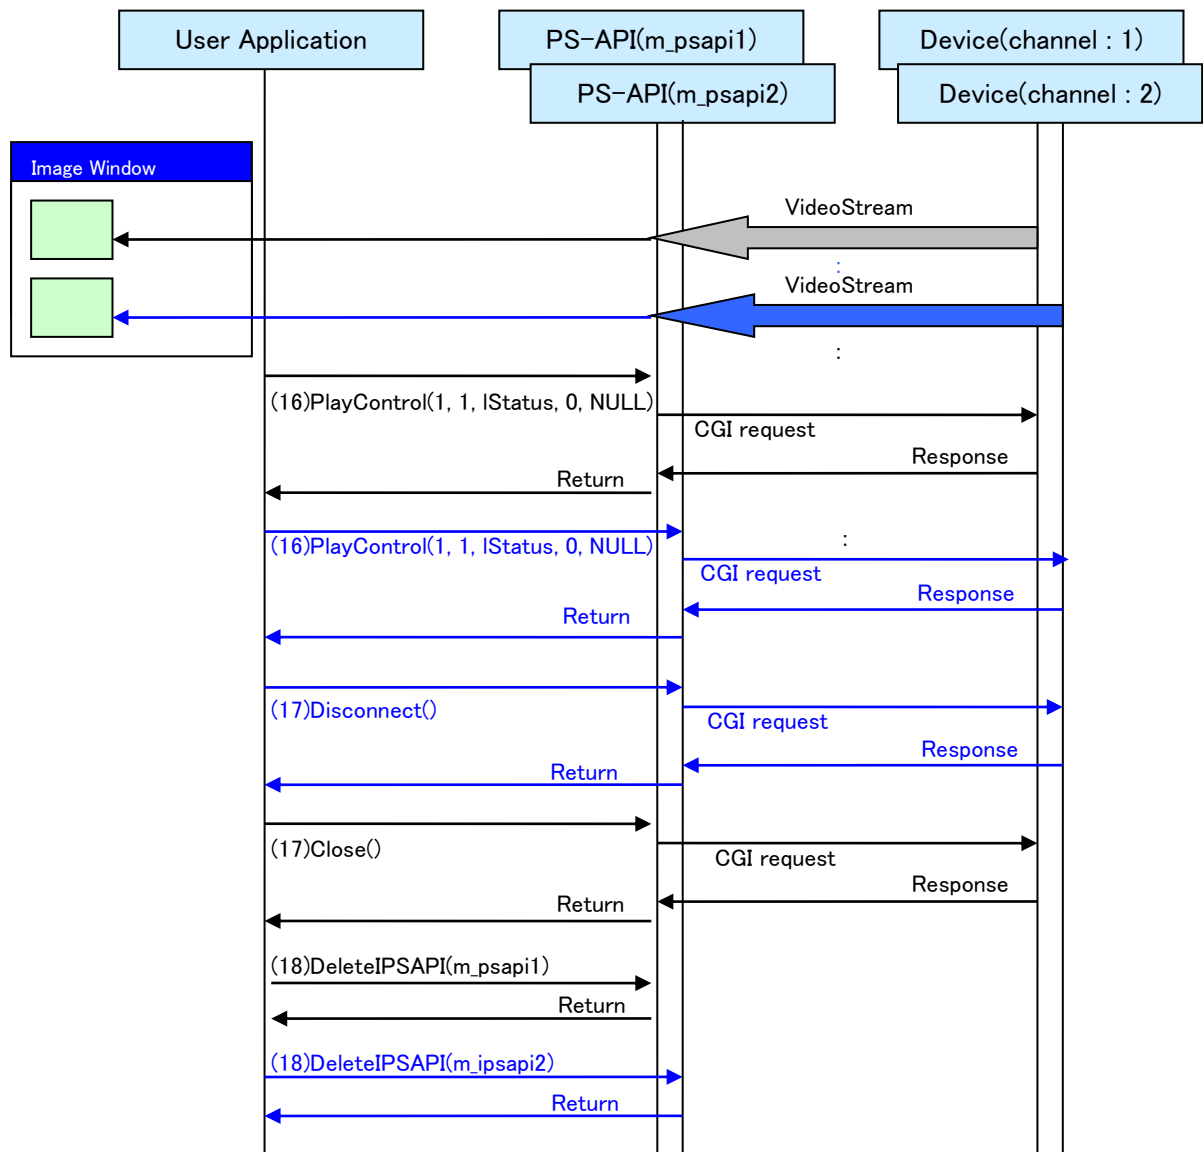 User Application
PS-API(m_psapi1)
Device(channel : 1)
PS-API(m_psapi2)
Device(channel : 2)
Image Window
VideoStream
:
VideoStream
:
(16)PlayControl(1, 1, lStatus, 0, NULL)
CGI request
Response
Return
(16)PlayControl(1, 1, lStatus, 0, NULL)
:
CGI request
Response
Return
(17)Disconnect()
CGI request
Response
Return
(17)Close()
CGI request
Response
Return
(18)DeleteIPSAPI(m_psapi1)
Return
(18)DeleteIPSAPI(m_ipsapi2)
Return